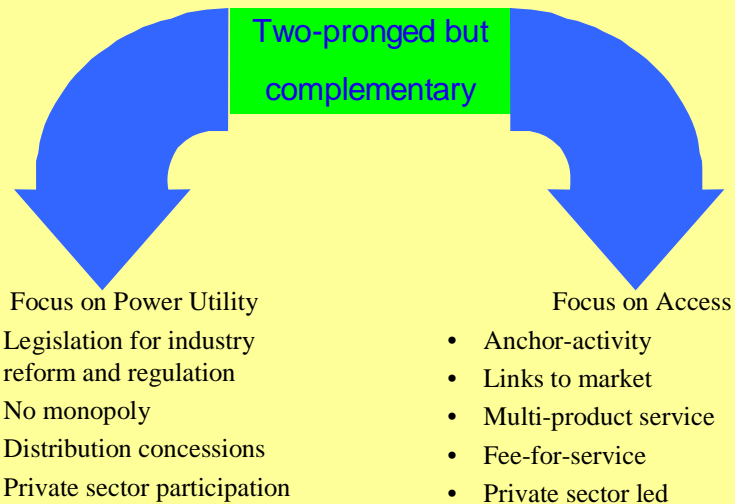 Two-pronged but
complementary
Focus on Power Utility
Legislation for industry
reform and regulation
No monopoly
Distribution concessions
Private sector participation
Focus on Access
• Anchor-activity
• Links to market
• Multi-product service
• Fee-for-service
• Private sector led